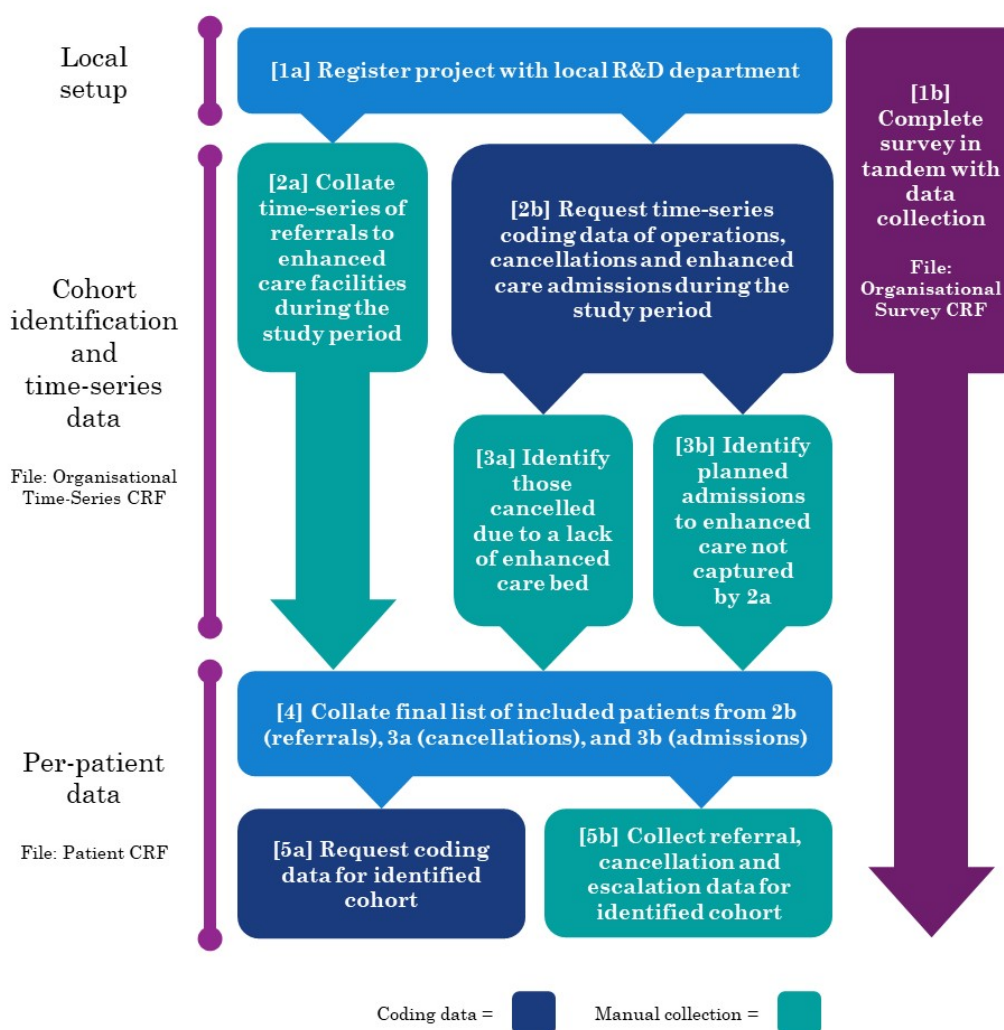 Local
setup
[1a] Register project with local R&D department
[1b]
Complete
survey in
tandem with
data
collection
File:
Organisational
Survey CRF
Cohort
identification
and
time-series
data
File: Organisational
Time-Series CRF
[2a] Collate
time-series of
referrals to
enhanced
care facilities
during the
study period
[2b] Request time-series
coding data of operations,
cancellations and enhanced
care admissions during the
study period
[3a] Identify
those
cancelled
due to a lack
of enhanced
care bed
[3b] Identify
planned
admissions
to enhanced
care not
captured
by 2a
Per-patient
data
File: Patient CRF
[4] Collate final list of included patients from 2b
(referrals), 3a (cancellations), and 3b (admissions)
[5a] Request coding
data for identified
cohort
[5b] Collect referral,
cancellation and
escalation data for
identified cohort
Coding data =
Manual collection =